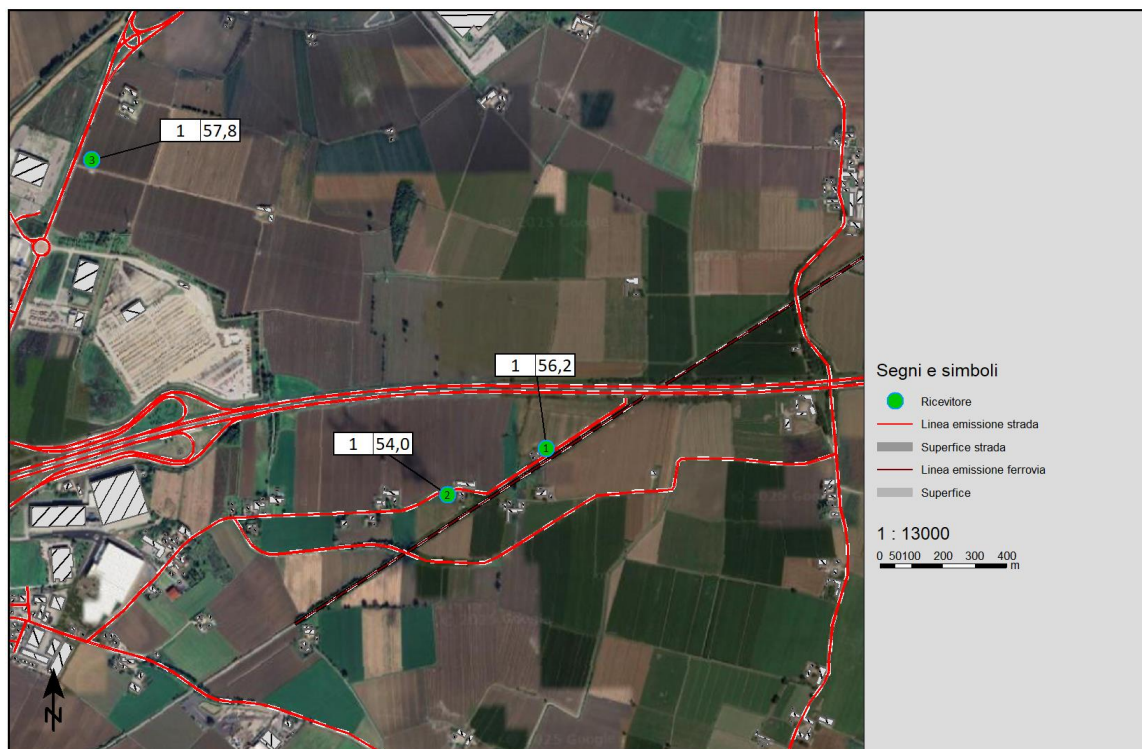 3
1 57,8
1 56,2
1
1 54,0
2
N
Segni e simboli
Ricevitore
Linea emissione strada
Superfice strada
Linea emissione ferrovia
Superfice
1 : 13000
0 50100 200 300 400
m